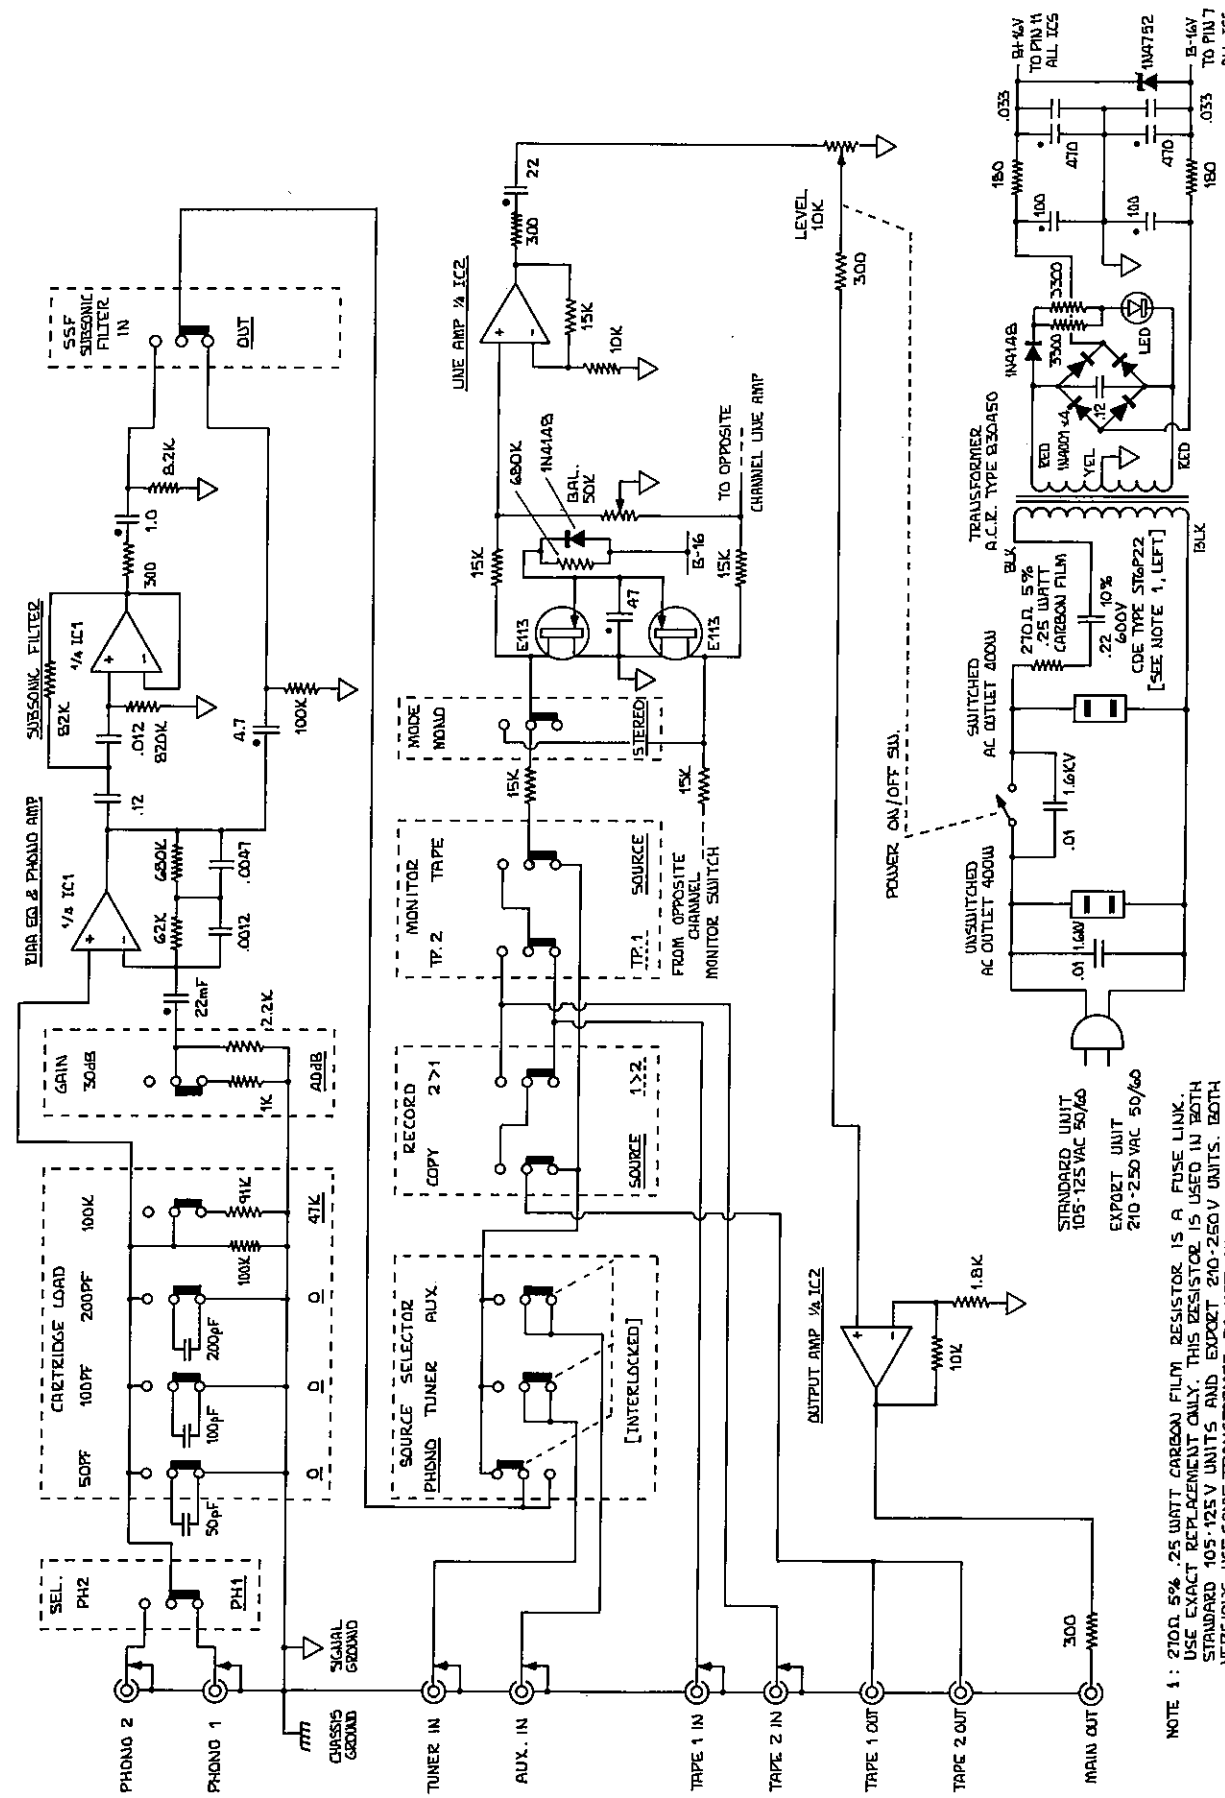 PHONO 2
PHONO 1
CHASSIS
GROUND
SIGNAL
GROUND
TUNER IN
AUX. IN
TAPE 1 IN
TAPE 2 IN
TAPE 1 OUT
TAPE 2 OUT
MAIN OUT
300
SEL.
PH2
PH1
CARTRIDGE LOAD
50PF
100PF
200PF
100K
50pF
100pF
200pF
100K
91K
0
0
0
47K
GAIN
30dB
40dB
1K
2.2K
22mF
RIAA EQ & PHONO AMP
1/4 IC1
+
-
62K
680K
.0012
.0047
SUBSONIC FILTER
82K
1/4 IC1
+
-
.12
.012
820K
300
1.0
8.2K
4.7
100K
SSF
SUBSONIC
FILTER
IN
OUT
SOURCE SELECTOR
PHONO
TUNER
AUX.
[INTERLOCKED]
RECORD
COPY
2>1
SOURCE
1>2
MONITOR
TP.2
TAPE
TP.1
SOURCE
FROM OPPOSITE
CHANNEL
MONITOR SWITCH
15K
15K
MODE
MONO
STEREO
E113
E113
47
15K
15K
680K
1N4148
BAL.
50K
B-16
TO OPPOSITE
CHANNEL LINE AMP
LINE AMP 1/4 IC2
+
-
15K
10K
300
22
LEVEL
10K
300
POWER ON/OFF SW.
OUTPUT AMP 1/4 IC2
+
-
10K
1.8K
STANDARD UNIT
105-125 VAC 50/60
EXPORT UNIT
210-250 VAC 50/60
UNSWITCHED
AC OUTLET 400W
.01 1.6KV
.01
1.6KV
SWITCHED
AC OUTLET 400W
270Ω 5%
.25 WATT
CARBON FILM
.22 10%
600V
CDE TYPE STGP22
[SEE NOTE 1, LEFT]
BLK
BLK
TRANSFORMER
A.C.R. TYPE B30450
RED
YEL
RED
1N4001 x4
.12
1N4148
3300
3300
LED
100
100
180
180
470
470
.033
.033
1N4752
B+16V
TO PIN 11
ALL ICS
B-16V
TO PIN 7
NOTE 1: 270Ω 5% .25 WATT CARBON FILM RESISTOR IS A FUSE LINK.
USE EXACT REPLACEMENT ONLY. THIS RESISTOR IS USED IN BOTH
STANDARD 105-125V UNITS AND EXPORT 210-250V UNITS. BOTH